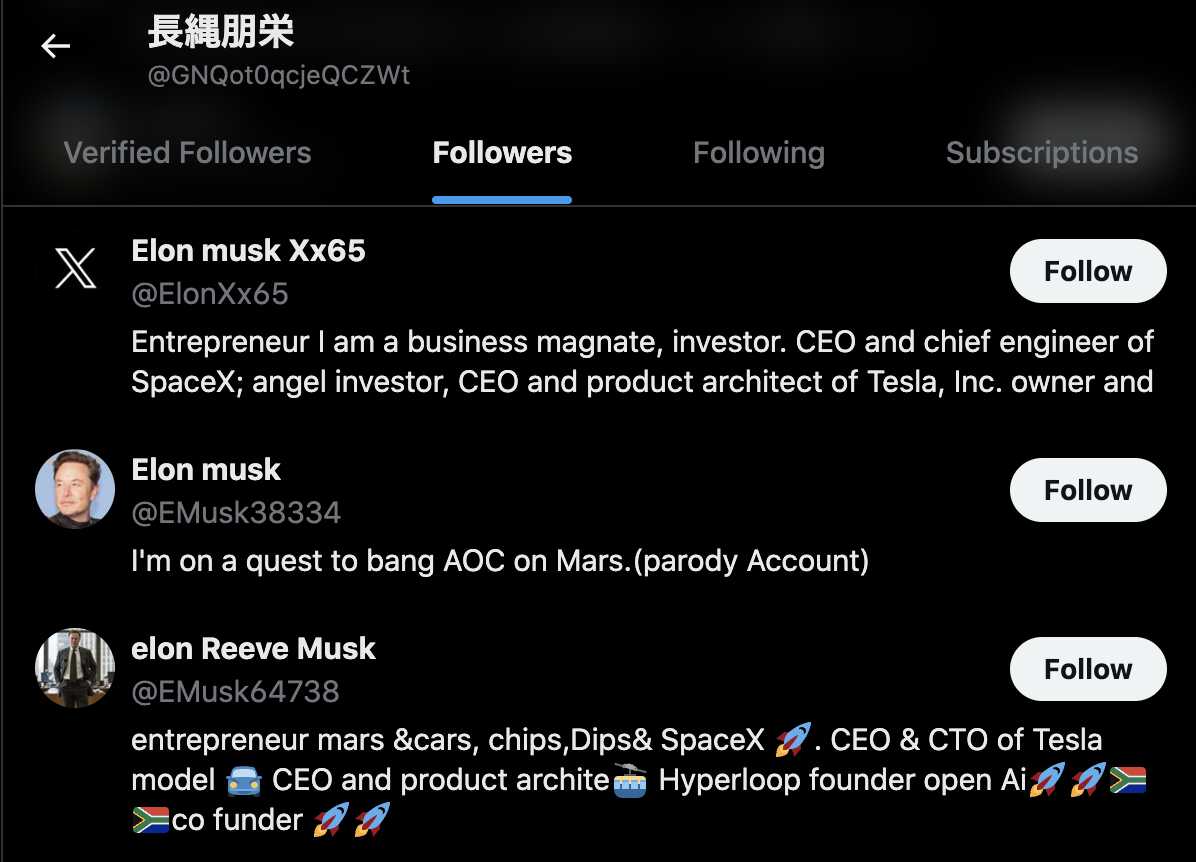 長縄朋栄
@GNQot0qcjeQCZWt
Verified Followers Followers Following Subscriptions
Elon musk Xx65
@ElonXx65
Follow
Entrepreneur I am a business magnate, investor. CEO and chief engineer of
SpaceX; angel investor, CEO and product architect of Tesla, Inc. owner and
Elon musk
@EMusk38334
Follow
I'm on a quest to bang AOC on Mars.(parody Account)
elon Reeve Musk
@EMusk64738
Follow
entrepreneur mars &cars, chips,Dips& SpaceX 🚀. CEO & CTO of Tesla
model 🚘 CEO and product archite🚠 Hyperloop founder open Ai🚀🚀🇿🇦
🇿🇦co funder 🚀🚀